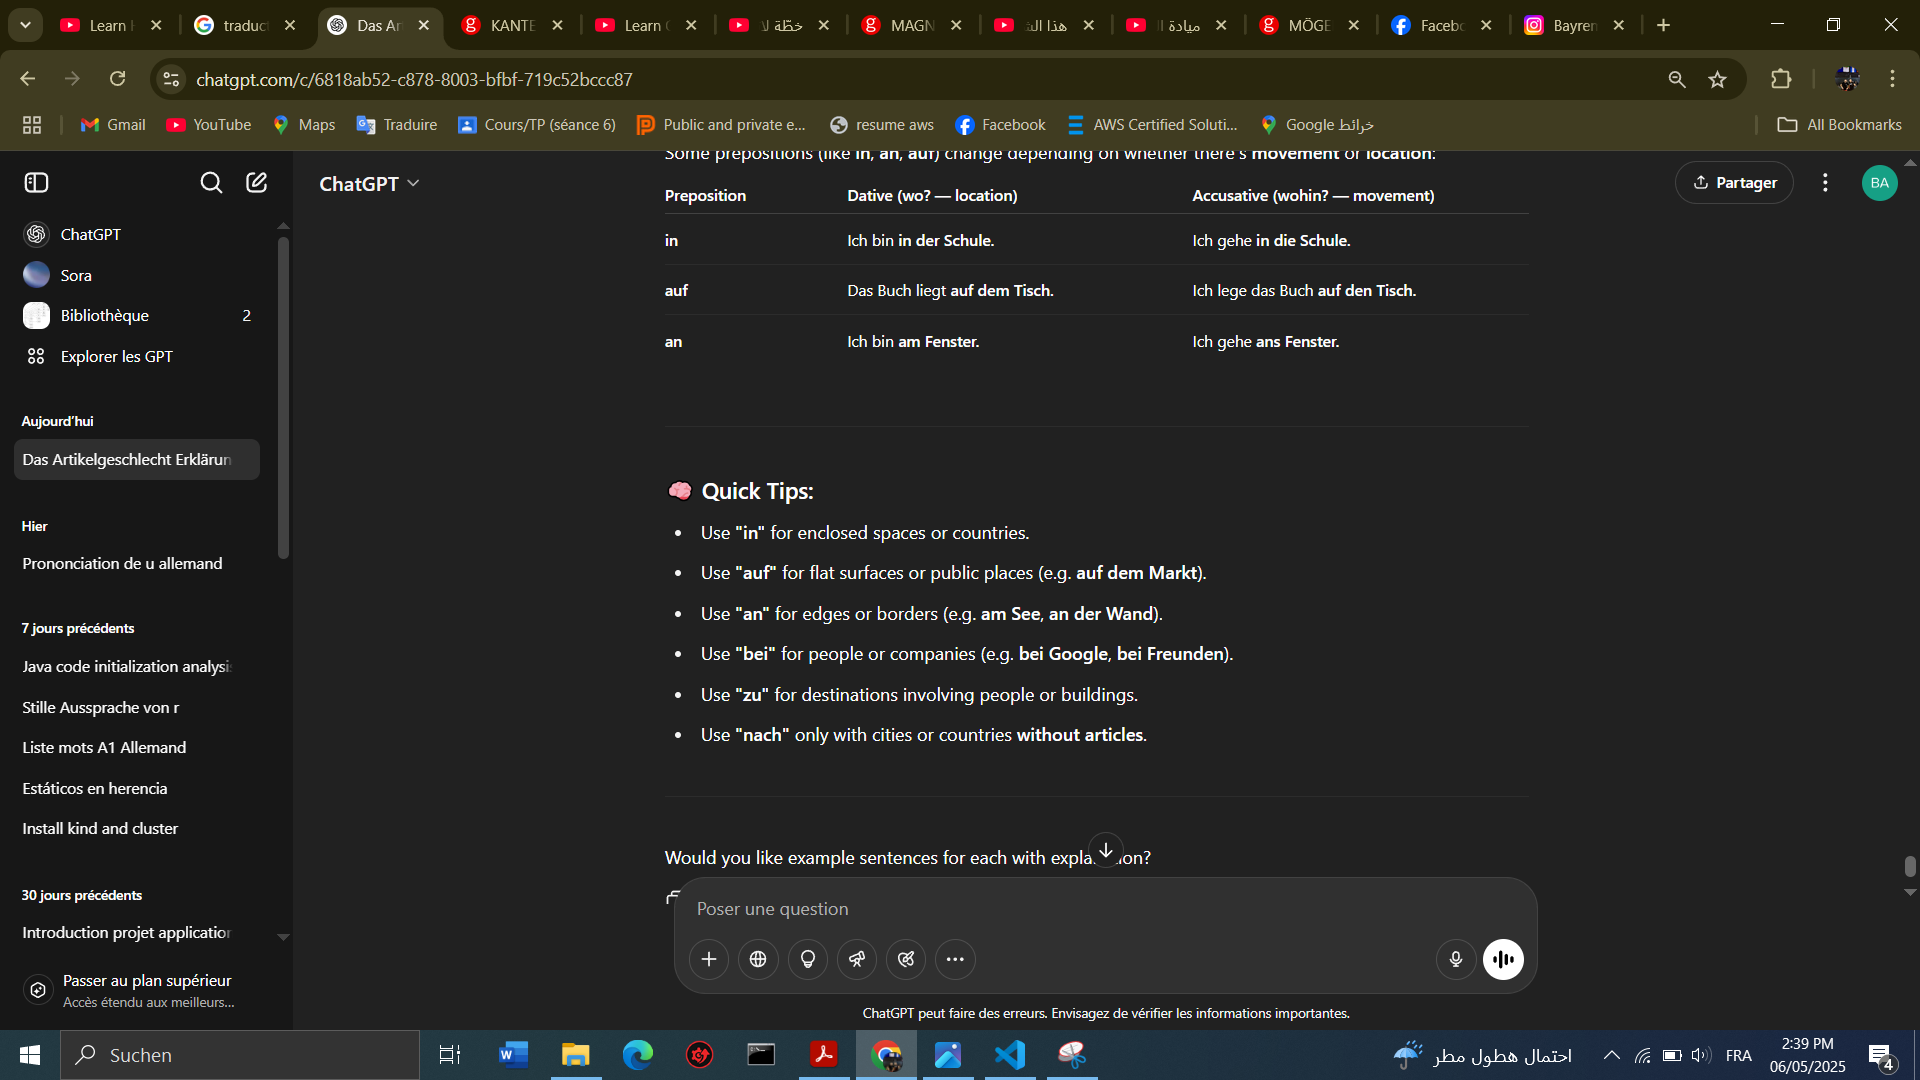 Learn
traduct
Das Ar
KANTE
Learn
خطّة لا
MAGN
هذا الذ
ميادة ال
MÖGE
Facebo
Bayren
chatgpt.com/c/6818ab52-c878-8003-bfbf-719c52bccc87
Gmail
YouTube
Maps
Traduire
Cours/TP (séance 6)
Public and private e...
resume aws
Facebook
AWS Certified Soluti...
خرائط Google
All Bookmarks
ChatGPT
Partager
BA
ChatGPT
Sora
Bibliothèque 2
Explorer les GPT
Aujourd'hui
Das Artikelgeschlecht Erklärun
Hier
Prononciation de u allemand
7 jours précédents
Java code initialization analysis
Stille Aussprache von r
Liste mots A1 Allemand
Estáticos en herencia
Install kind and cluster
30 jours précédents
Introduction projet application
Passer au plan supérieur
Accès étendu aux meilleurs...
Some prepositions (like in, an, auf) change depending on whether there's movement or location:
Preposition Dative (wo? — location) Accusative (wohin? — movement)
in Ich bin in der Schule. Ich gehe in die Schule.
auf Das Buch liegt auf dem Tisch. Ich lege das Buch auf den Tisch.
an Ich bin am Fenster. Ich gehe ans Fenster.
🧠 Quick Tips:
• Use "in" for enclosed spaces or countries.
• Use "auf" for flat surfaces or public places (e.g. auf dem Markt).
• Use "an" for edges or borders (e.g. am See, an der Wand).
• Use "bei" for people or companies (e.g. bei Google, bei Freunden).
• Use "zu" for destinations involving people or buildings.
• Use "nach" only with cities or countries without articles.
Would you like example sentences for each with explanation?
Poser une question
ChatGPT peut faire des erreurs. Envisagez de vérifier les informations importantes.
Suchen
احتمال هطول مطر
FRA
2:39 PM
06/05/2025
4